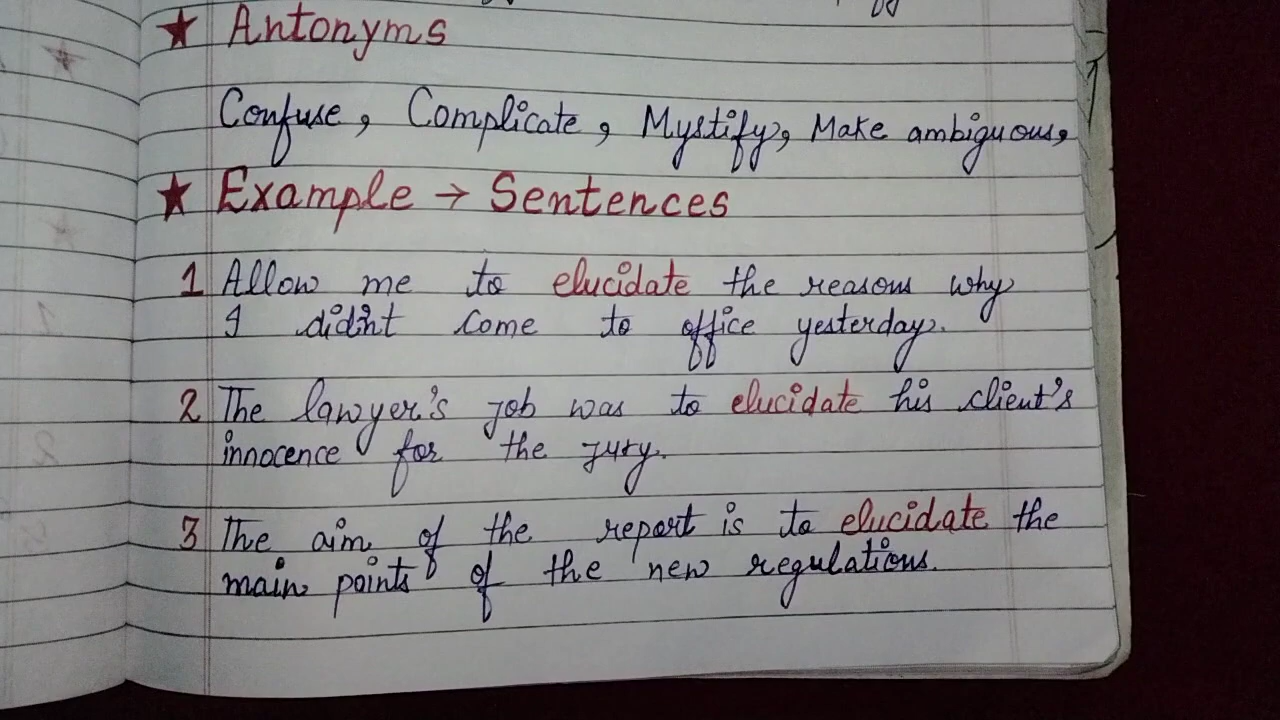 ★ Antonyms
Confuse, Complicate, Mystify, Make ambiguous,
★ Example → Sentences
1 Allow me to elucidate the reasons why
I didn't come to office yesterday.
2 The lawyer's job was to elucidate his client's
innocence for the jury.
3 The aim of the report is to elucidate the
main points of the new regulations.